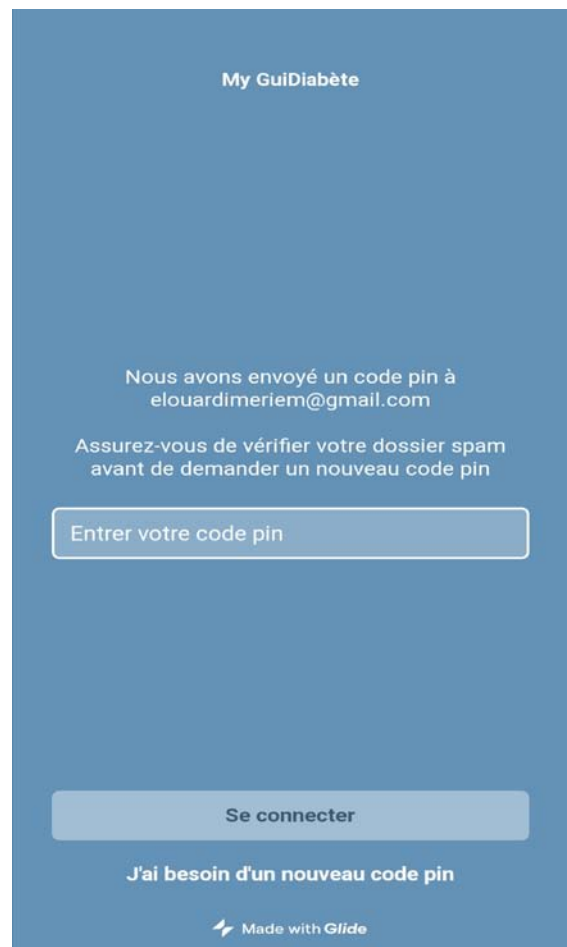 My GuiDiabète
Nous avons envoyé un code pin à
elouardimeriem@gmail.com
Assurez-vous de vérifier votre dossier spam
avant de demander un nouveau code pin
Entrer votre code pin
Se connecter
J'ai besoin d'un nouveau code pin
Made with Glide